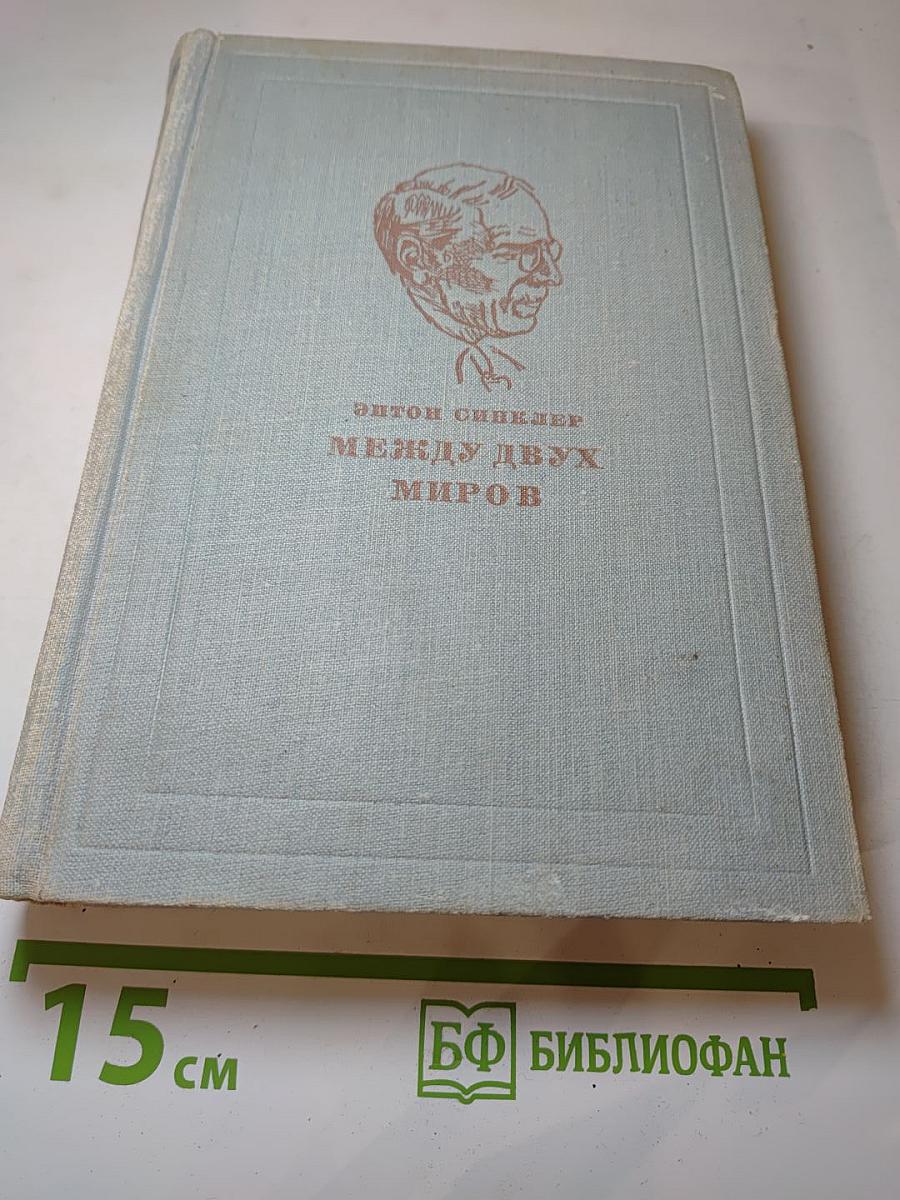 ЭПТОН СИНКЛЕР
МЕЖДУ ДВУХ
МИРОВ
15 см
БФ БИБЛИОФАН